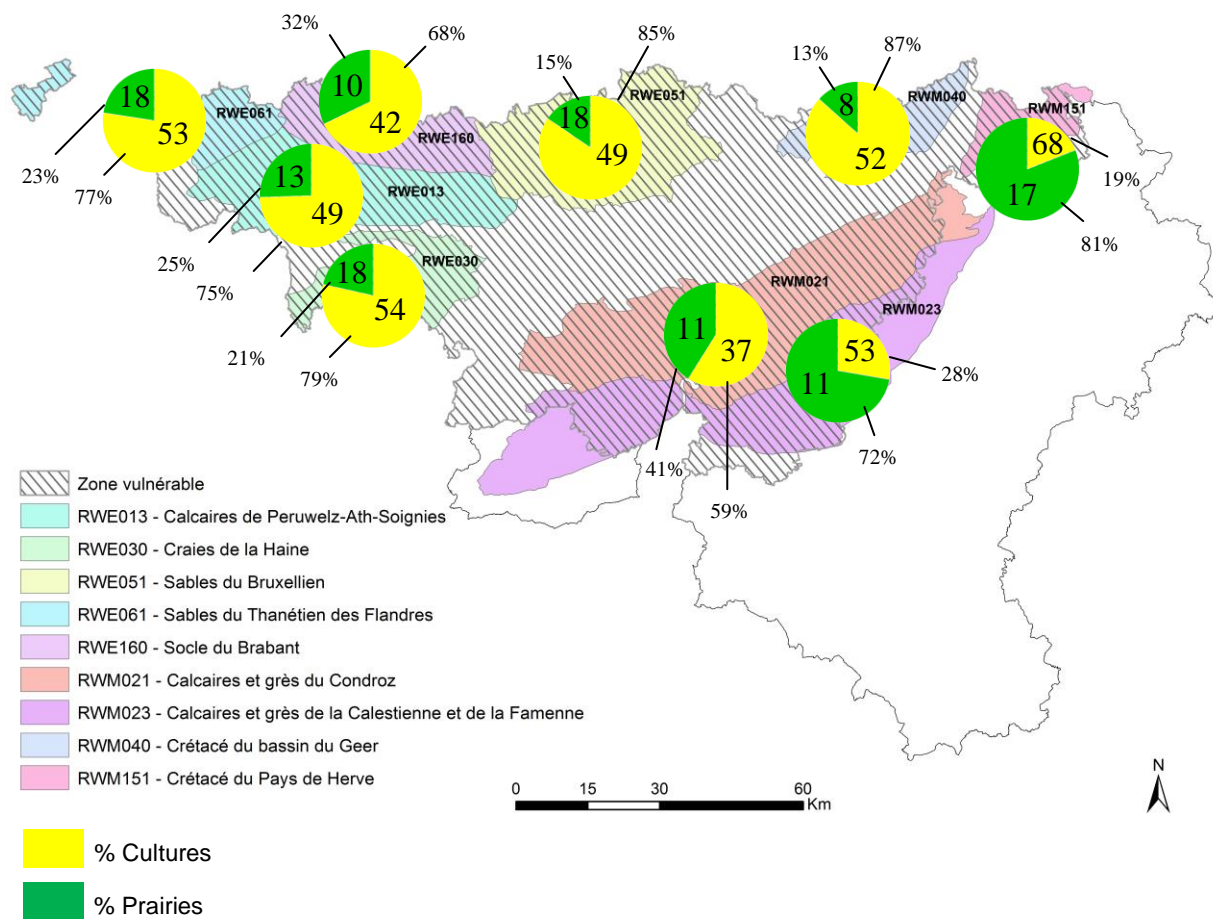 32%
68%
85%
15%
13%
87%
10
42
RWE061
RWE160
18
53
23%
77%
18
49
RWE051
8
52
RWM040
RWM151
68
17
19%
81%
13
49
RWE013
25%
75%
18
54
RWE030
21%
79%
RWM021
RWM023
11
37
53
11
28%
41%
72%
59%
Zone vulnérable
RWE013 - Calcaires de Peruwelz-Ath-Soignies
RWE030 - Craies de la Haine
RWE051 - Sables du Bruxellien
RWE061 - Sables du Thanétien des Flandres
RWE160 - Socle du Brabant
RWM021 - Calcaires et grès du Condroz
RWM023 - Calcaires et grès de la Calestienne et de la Famenne
RWM040 - Crétacé du bassin du Geer
RWM151 - Crétacé du Pays de Herve
0 15 30 60
Km
N
% Cultures
% Prairies